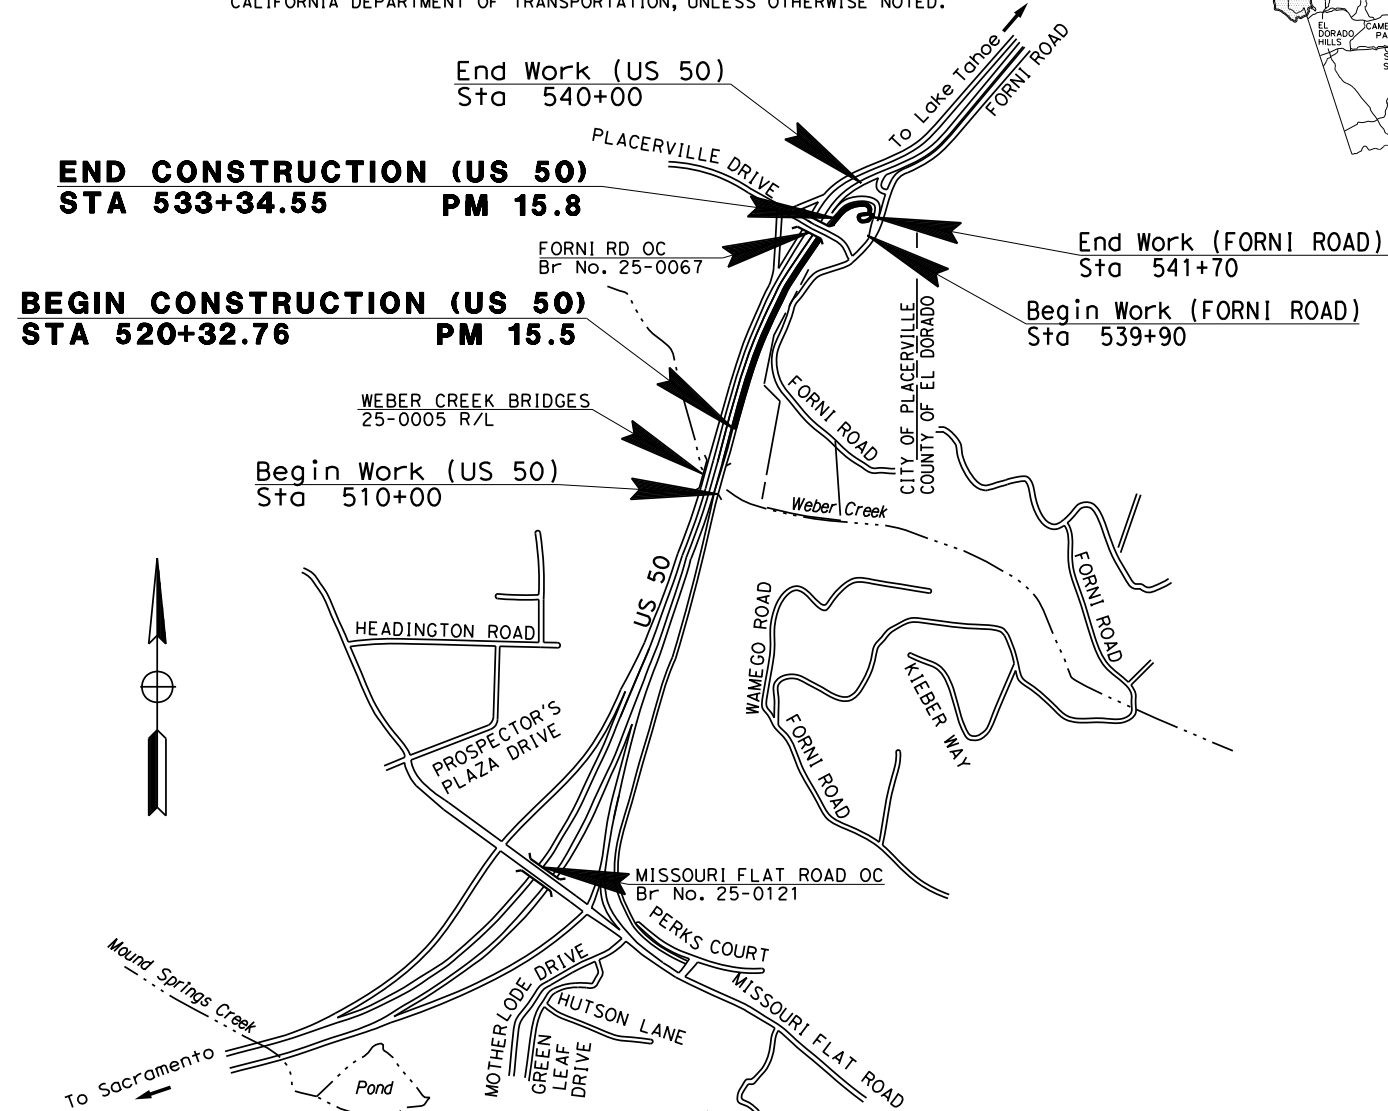 CALIFORNIA DEPARTMENT OF TRANSPORTATION, UNLESS OTHERWISE NOTED.
EL
DORADO
HILLS
End Work (US 50)
Sta 540+00
To Lake Tahoe
FORNI ROAD
PLACERVILLE DRIVE
END CONSTRUCTION (US 50)
STA 533+34.55 PM 15.8
FORNI RD OC
Br No. 25-0067
End Work (FORNI ROAD)
Sta 541+70
BEGIN CONSTRUCTION (US 50)
STA 520+32.76 PM 15.5
Begin Work (FORNI ROAD)
Sta 539+90
CITY OF PLACERVILLE
COUNTY OF EL DORADO
WEBER CREEK BRIDGES
25-0005 R/L
FORNI ROAD
Begin Work (US 50)
Sta 510+00
Weber Creek
US 50
FORNI ROAD
HEADINGTON ROAD
WAMEGO ROAD
KIEBER WAY
PROSPECTOR'S
PLAZA DRIVE
FORNI ROAD
MISSOURI FLAT ROAD OC
Br No. 25-0121
PERKS COURT
Mound Springs Creek
MOTHER LODE DRIVE
HUTSON LANE
MISSOURI FLAT ROAD
GREEN
LEAF
DRIVE
To Sacramento
Pond